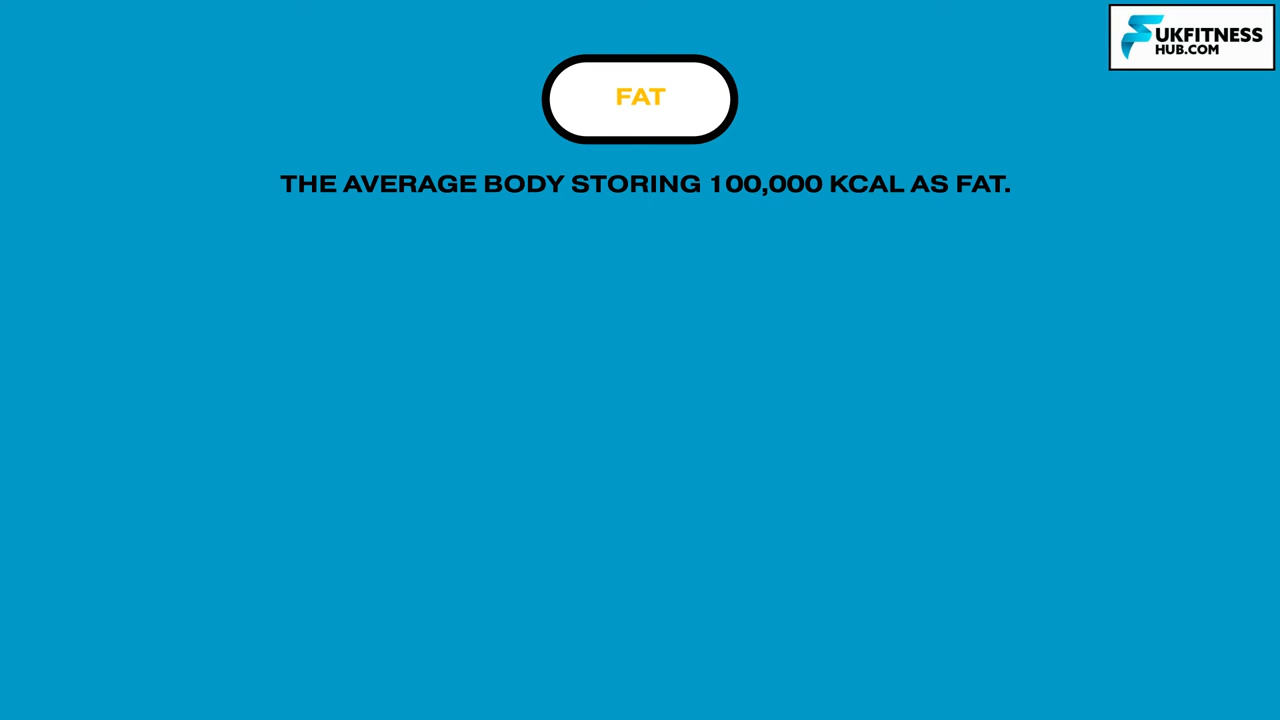 UKFITNESS
HUB.COM
FAT
THE AVERAGE BODY STORING 100,000 KCAL AS FAT.